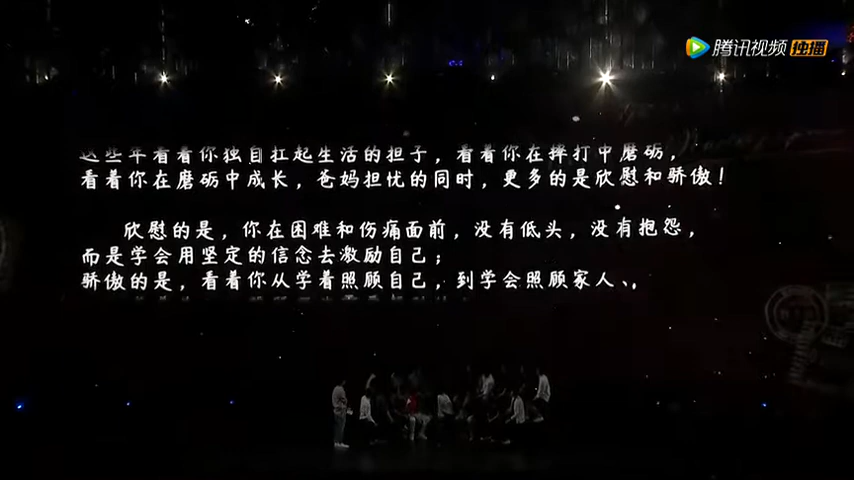 腾讯视频 独播
这些年看着你独自扛起生活的担子，看着你在摔打中磨砺，
看着你在磨砺中成长，爸妈担忧的同时，更多的是欣慰和骄傲！
欣慰的是，你在困难和伤痛面前，没有低头，没有抱怨，
而是学会用坚定的信念去激励自己；
骄傲的是，看着你从学着照顾自己，到学会照顾家人、